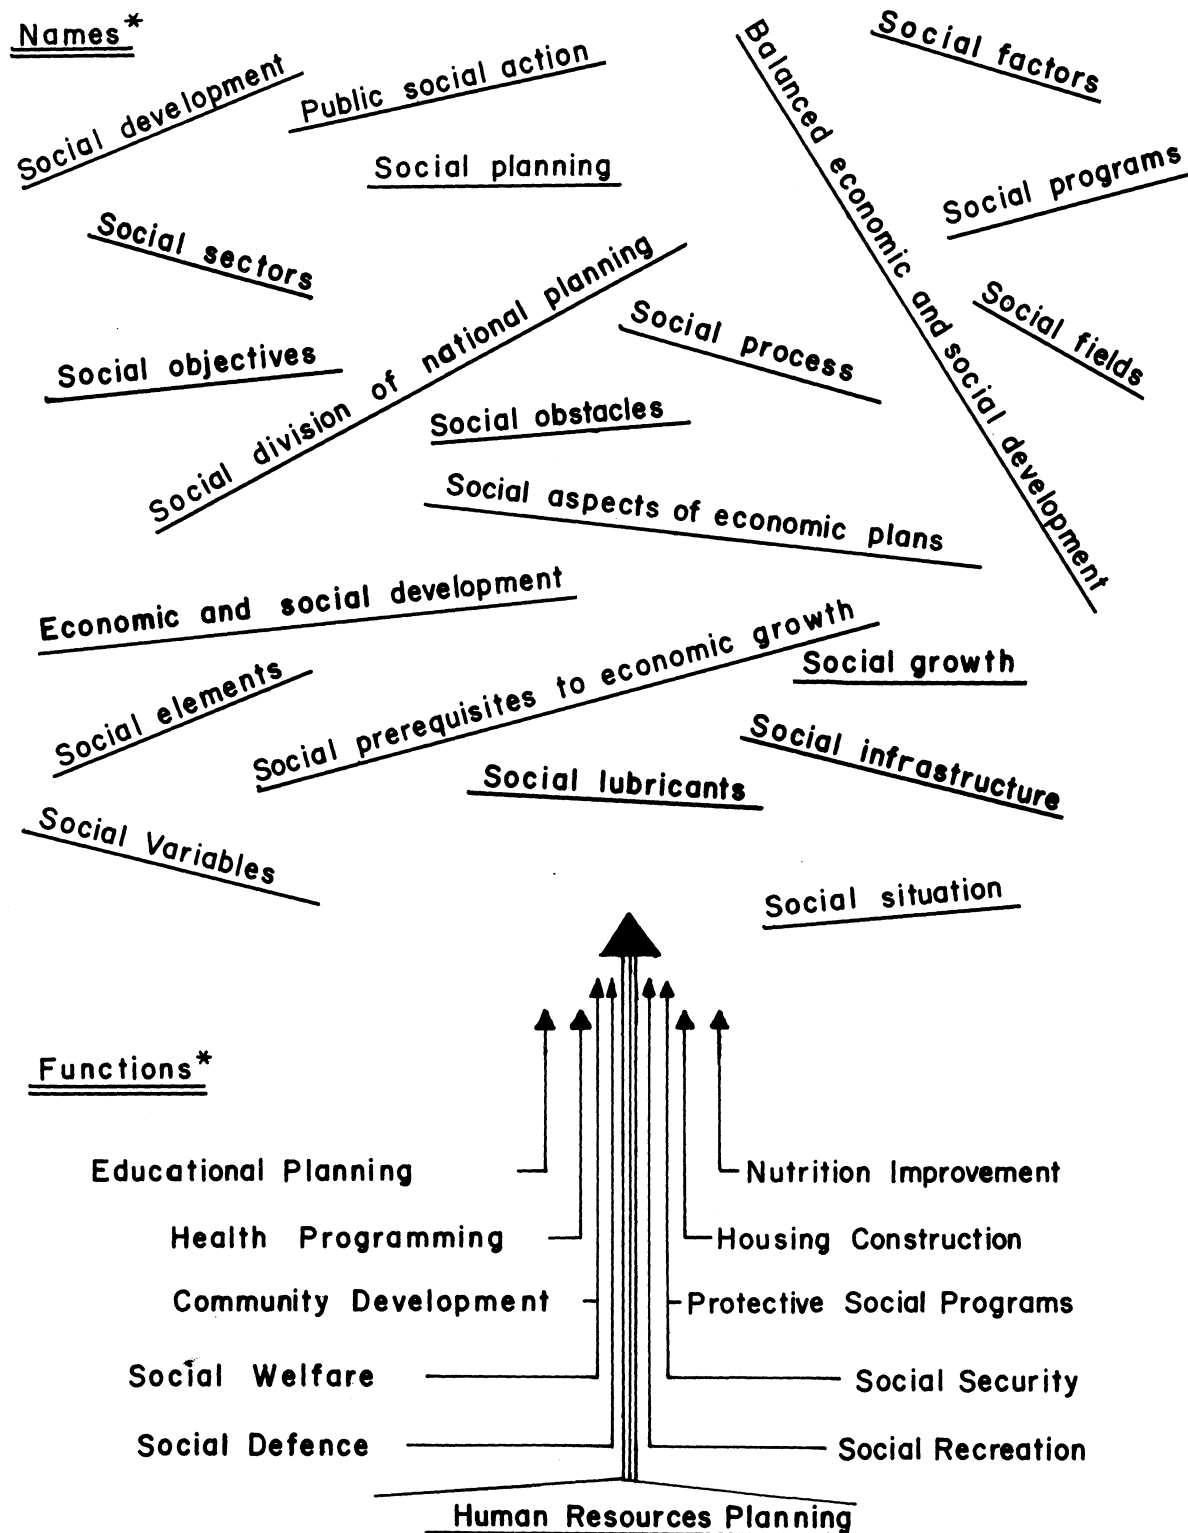 Names*
Social development
Public social action
Balanced economic and social development
Social factors
Social planning
Social programs
Social sectors
Social division of national planning
Social process
Social fields
Social objectives
Social obstacles
Social aspects of economic plans
Economic and social development
Social prerequisites to economic growth
Social growth
Social elements
Social infrastructure
Social lubricants
Social Variables
Social situation
Functions*
Educational Planning
Nutrition Improvement
Health Programming
Housing Construction
Community Development
Protective Social Programs
Social Welfare
Social Security
Social Defence
Social Recreation
Human Resources Planning